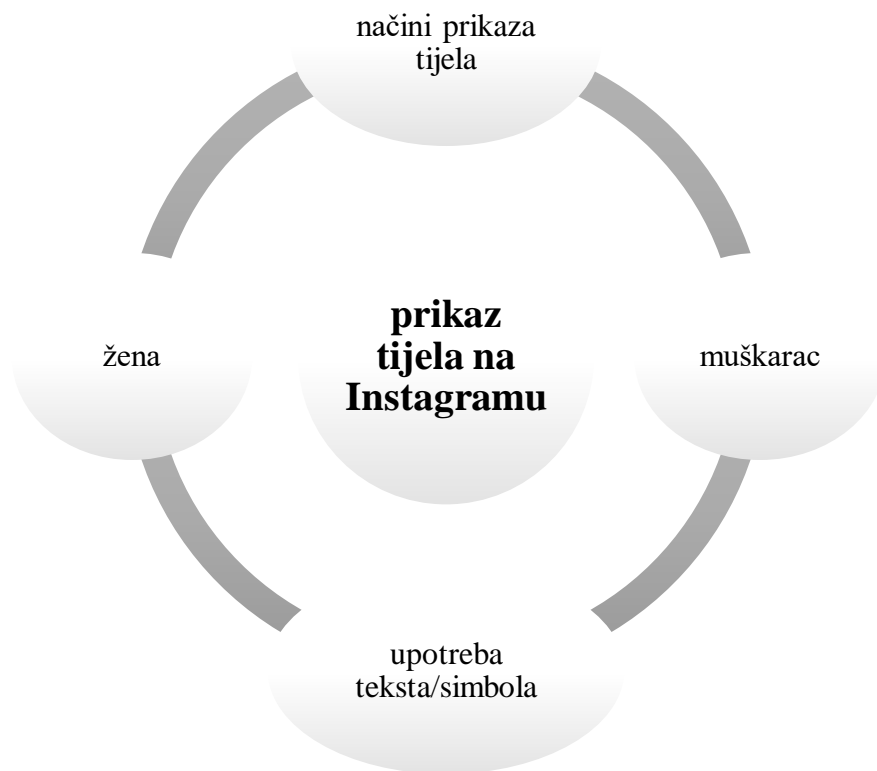 načini prikaza
tijela
žena
prikaz
tijela na
Instagramu
muškarac
upotreba
teksta/simbola